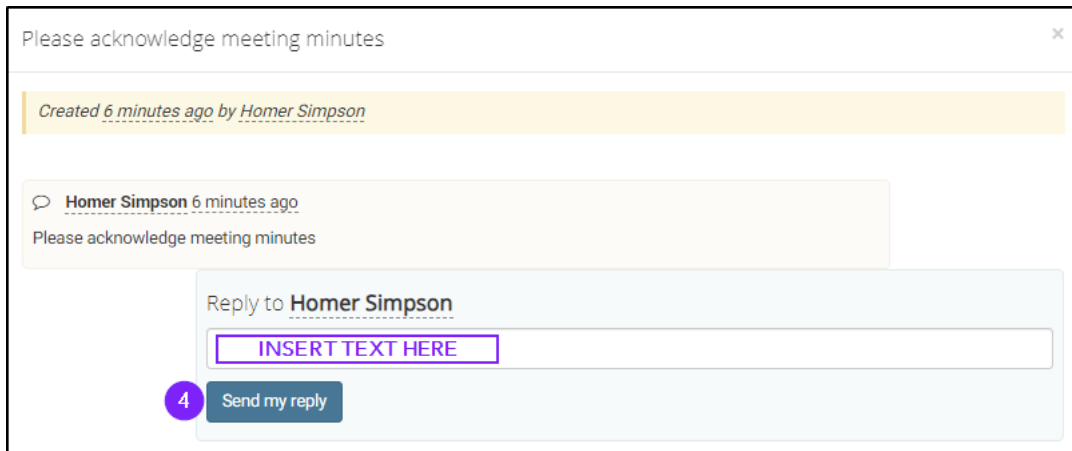 Please acknowledge meeting minutes ×
Created 6 minutes ago by Homer Simpson
Homer Simpson 6 minutes ago
Please acknowledge meeting minutes
Reply to Homer Simpson
INSERT TEXT HERE
4 Send my reply